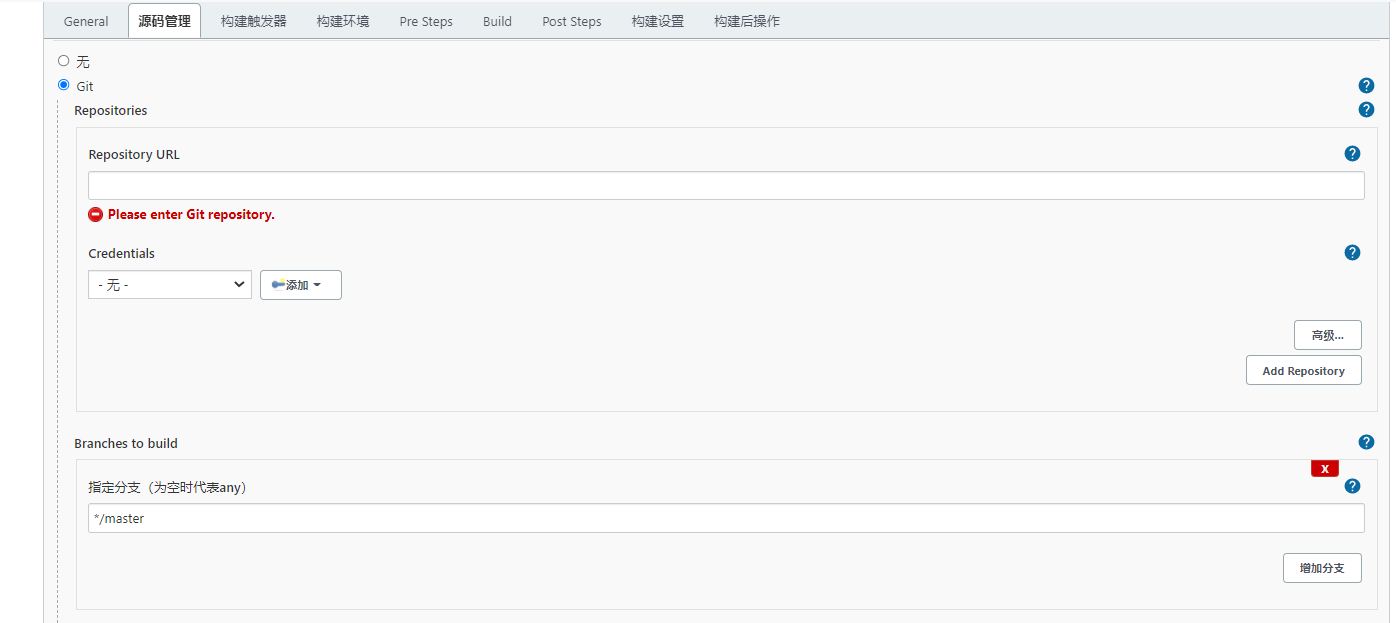 General 源码管理 构建触发器 构建环境 Pre Steps Build Post Steps 构建设置 构建后操作
无
Git
Repositories
Repository URL
Please enter Git repository.
Credentials
- 无 - 添加
高级...
Add Repository
Branches to build
X
指定分支（为空时代表any）
*/master
增加分支